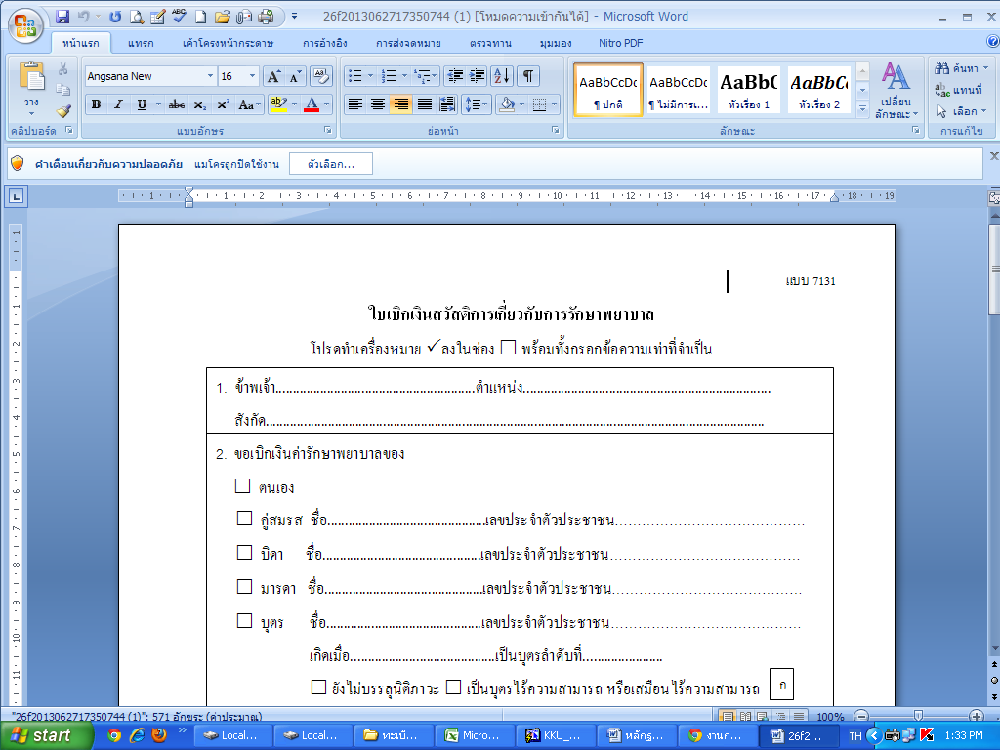 26f2013062717350744 (1) [โหมดความเข้ากันได้] - Microsoft Word
หน้าแรก แทรก เค้าโครงหน้ากระดาษ การอ้างอิง การส่งจดหมาย ตรวจทาน มุมมอง Nitro PDF
Angsana New 16
AaBbCcDc AaBbCcDc AaBbC AaBbCc
วาง
¶ ปกติ ¶ ไม่มีการเ... หัวเรื่อง 1 หัวเรื่อง 2
เปลี่ยนลักษณะ
ค้นหา
แทนที่
เลือก
คลิปบอร์ด แบบอักษร ย่อหน้า ลักษณะ การแก้ไข
คำเตือนเกี่ยวกับความปลอดภัย แมโครถูกปิดใช้งาน ตัวเลือก...
1 1 2 3 4 5 6 7 8 9 10 11 12 13 14 15 16 17 18 19
แบบ 7131
ใบเบิกเงินสวัสดิการเกี่ยวกับการรักษาพยาบาล
โปรดทำเครื่องหมาย ✓ ลงในช่อง ☐ พร้อมทั้งกรอกข้อความเท่าที่จำเป็น
1. ข้าพเจ้า........................................................ตำแหน่ง......................................................................
สังกัด..............................................................................................................................................
2. ขอเบิกเงินค่ารักษาพยาบาลของ
☐ ตนเอง
☐ คู่สมรส ชื่อ.............................................เลขประจำตัวประชาชน…………………………………
☐ บิดา ชื่อ.............................................เลขประจำตัวประชาชน…………………………………
☐ มารดา ชื่อ.............................................เลขประจำตัวประชาชน…………………………………
☐ บุตร ชื่อ............................................เลขประจำตัวประชาชน…………………………………
เกิดเมื่อ.........................................เป็นบุตรลำดับที่.......................
☐ ยังไม่บรรลุนิติภาวะ ☐ เป็นบุตรไร้ความสามารถ หรือเสมือนไร้ความสามารถ ก
"26f2013062717350744 (1)": 571 อักขระ (ค่าประมาณ) 100%
start Local... Local... ทะเบี... Micro... KKU_... หลักฐ... งานก... 26f2... TH 1:33 PM